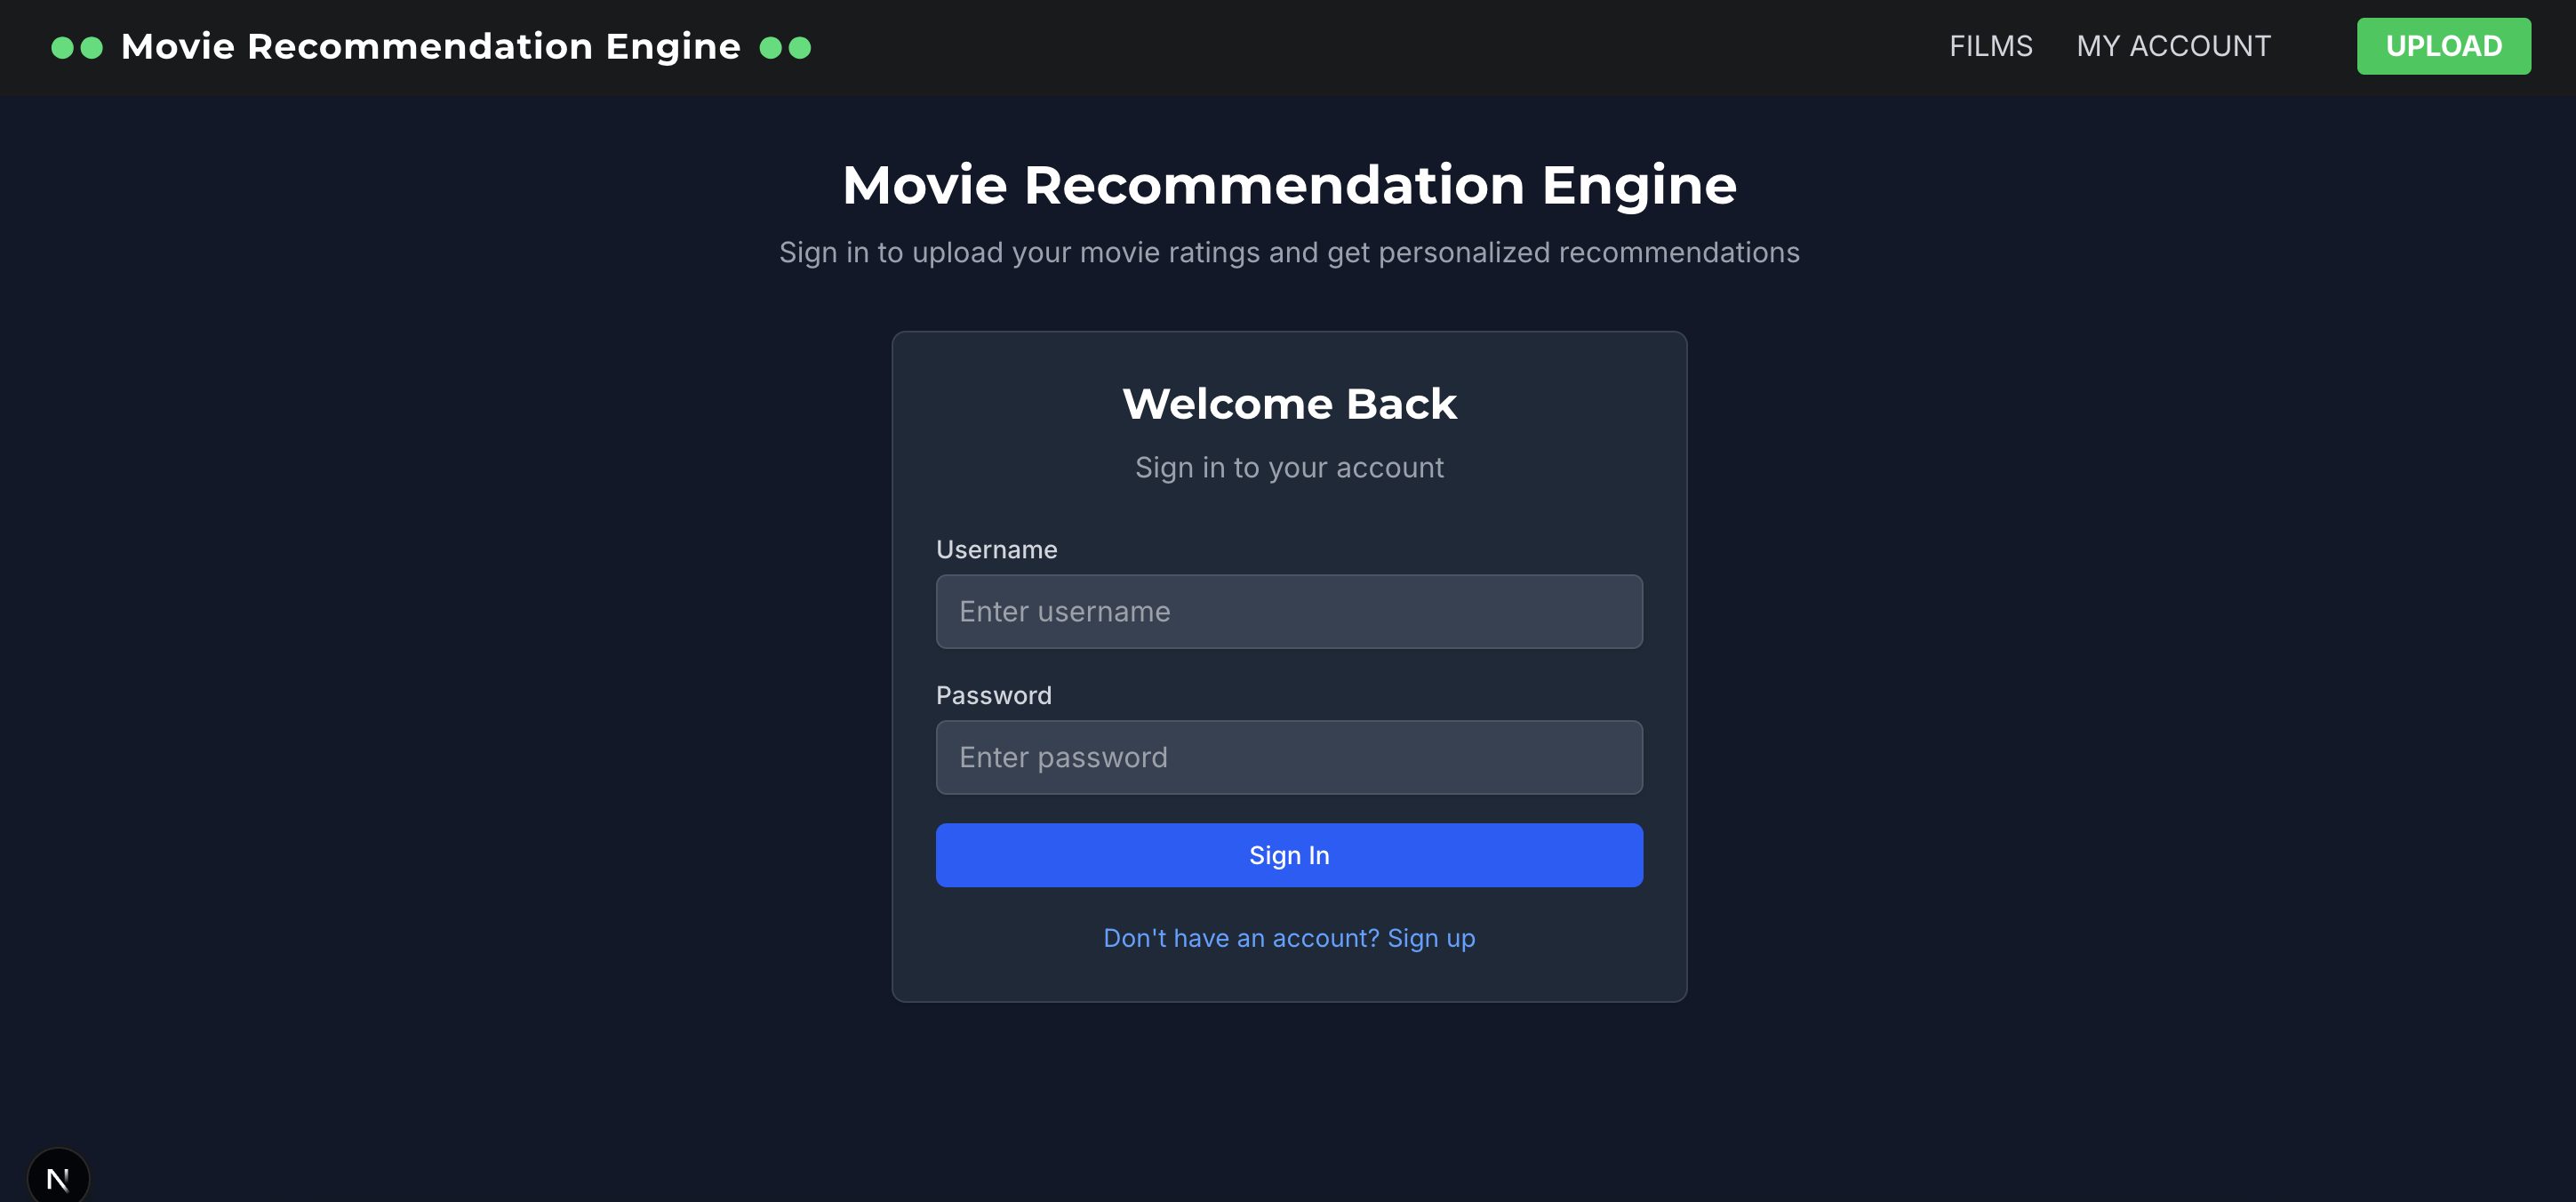 Movie Recommendation Engine
FILMS
MY ACCOUNT
UPLOAD
Movie Recommendation Engine
Sign in to upload your movie ratings and get personalized recommendations
Welcome Back
Sign in to your account
Username
Enter username
Password
Enter password
Sign In
Don't have an account? Sign up
N